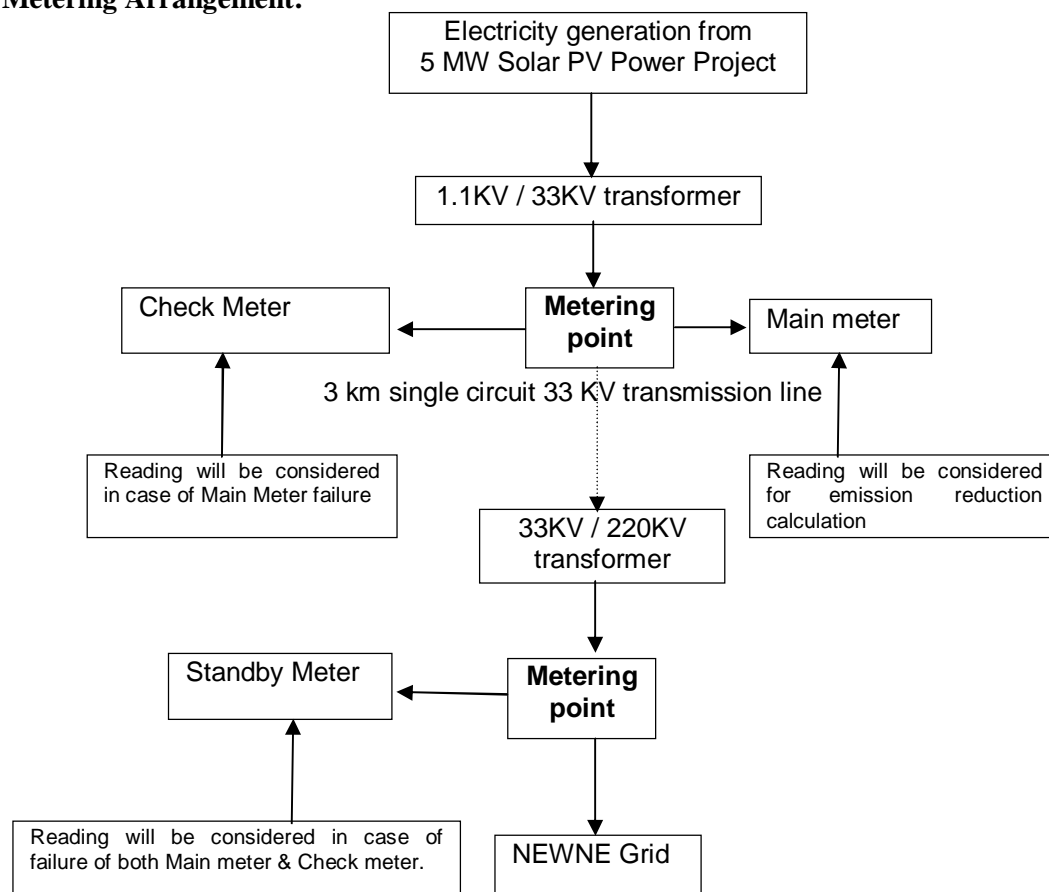 Metering Arrangement:
Electricity generation from
5 MW Solar PV Power Project
1.1KV / 33KV transformer
Check Meter
Metering
point
Main meter
3 km single circuit 33 KV transmission line
Reading will be considered
in case of Main Meter failure
Reading will be considered
for emission reduction
calculation
33KV / 220KV
transformer
Standby Meter
Metering
point
Reading will be considered in case of
failure of both Main meter & Check meter.
NEWNE Grid